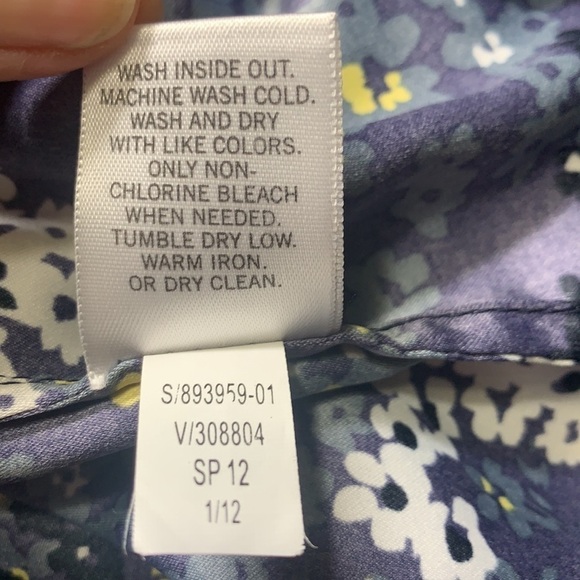 WASH INSIDE OUT.
MACHINE WASH COLD.
WASH AND DRY
WITH LIKE COLORS.
ONLY NON-
CHLORINE BLEACH
WHEN NEEDED.
TUMBLE DRY LOW.
WARM IRON.
OR DRY CLEAN.
S/893959-01
V/308804
SP 12
1/12